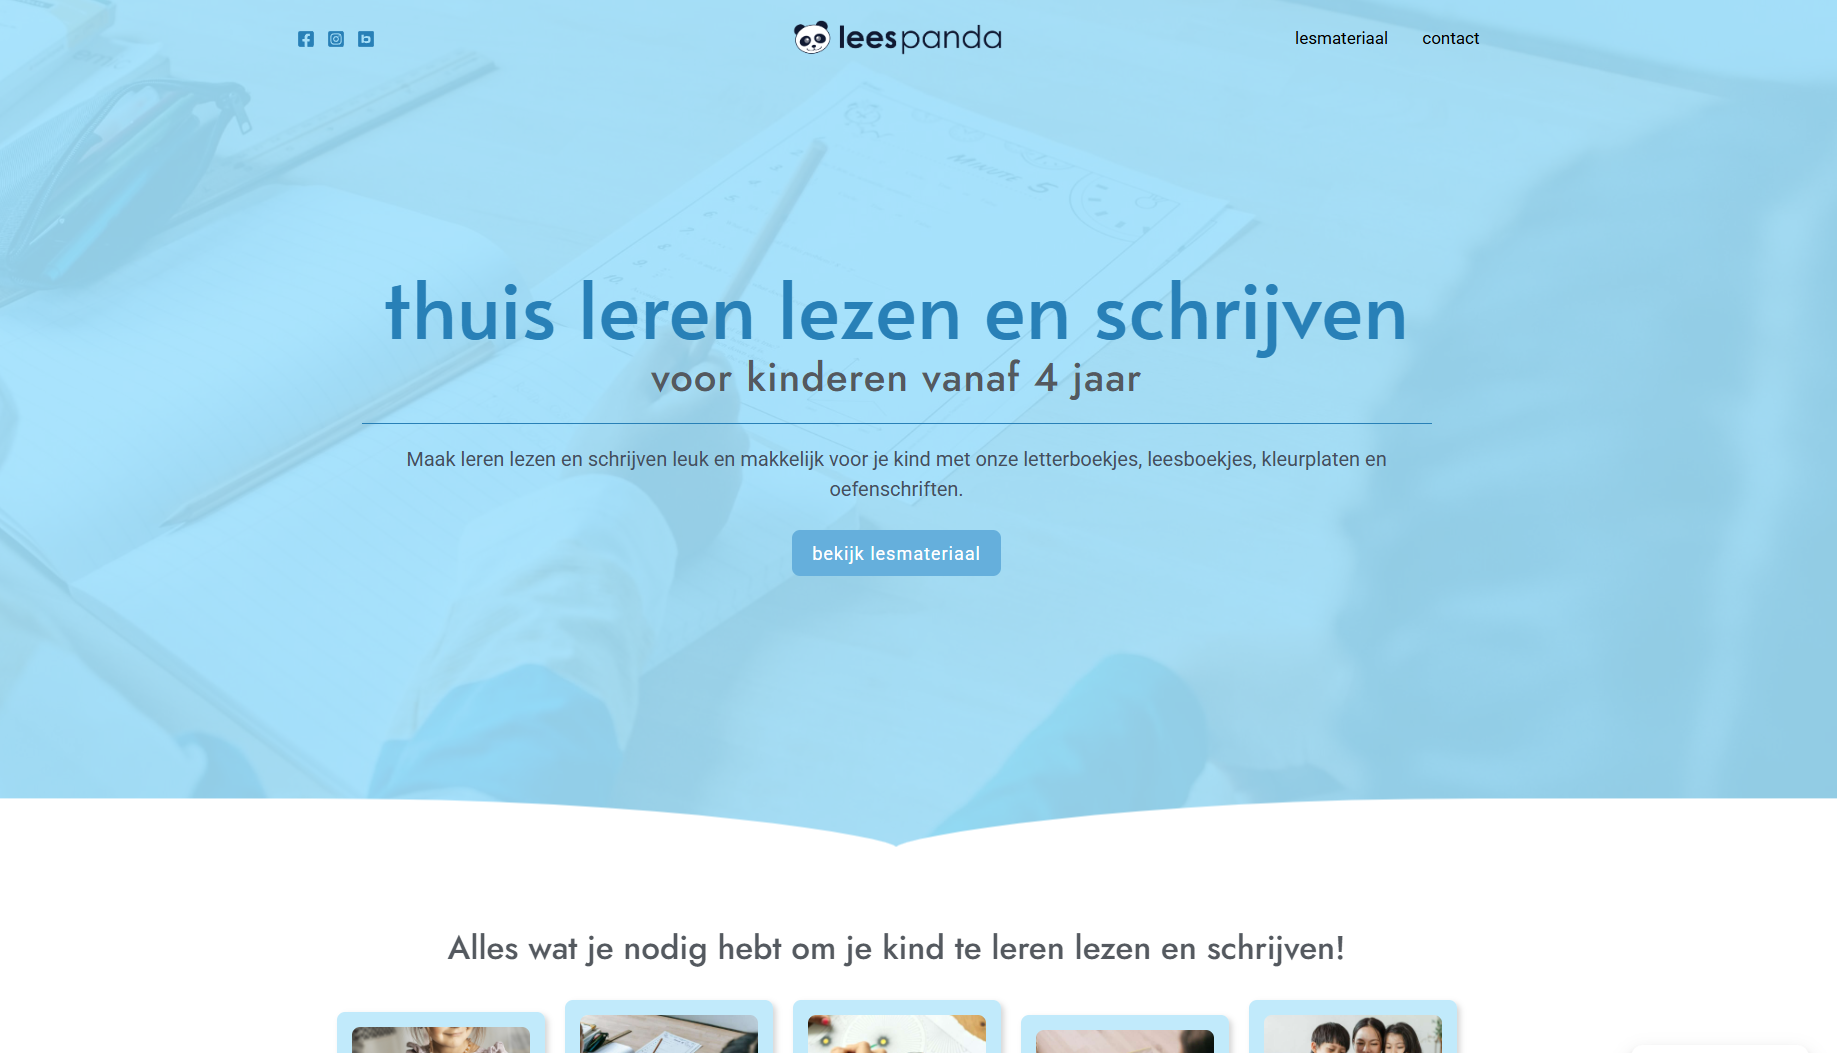 leespanda
lesmateriaal
contact
MINUTE 5
thuis leren lezen en schrijven
voor kinderen vanaf 4 jaar
Maak leren lezen en schrijven leuk en makkelijk voor je kind met onze letterboekjes, leesboekjes, kleurplaten en
oefenschriften.
bekijk lesmateriaal
Alles wat je nodig hebt om je kind te leren lezen en schrijven!